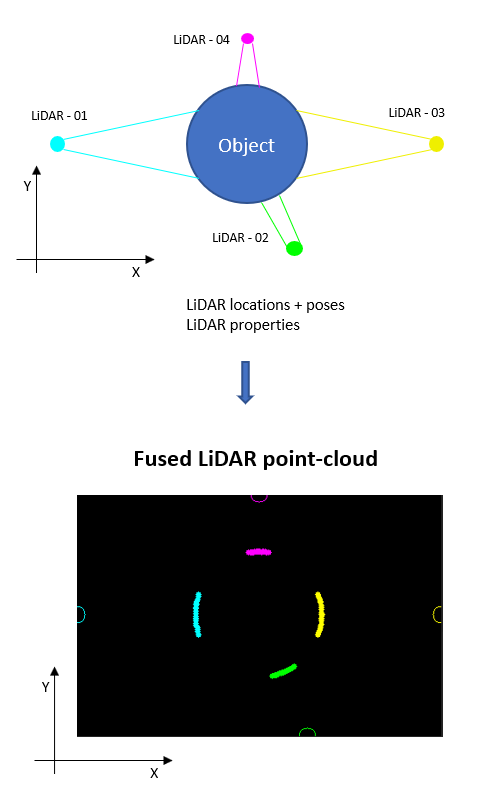 LiDAR - 04
LiDAR - 01
LiDAR - 03
Object
Y
LiDAR - 02
X
LiDAR locations + poses
LiDAR properties
Fused LiDAR point-cloud
Y
X